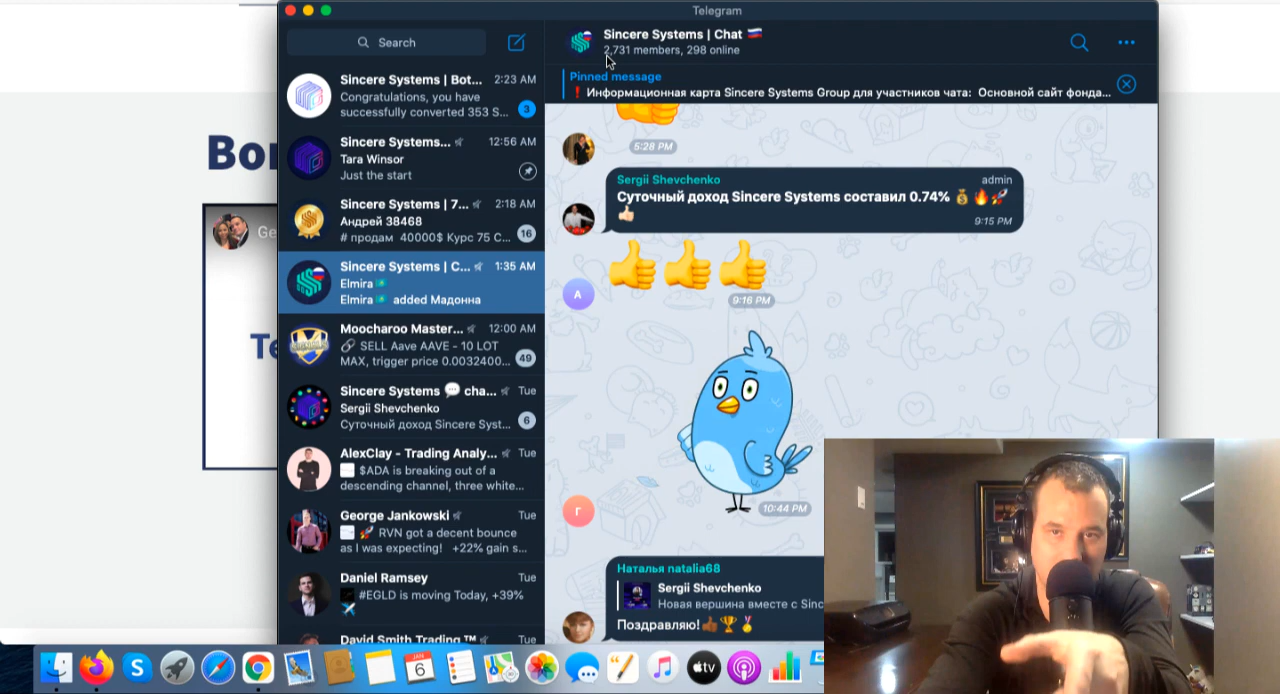 Telegram
Search
Sincere Systems | Bot... 2:23 AM
Congratulations, you have
successfully converted 353 S... 3
Sincere Systems... 12:56 AM
Tara Winsor
Just the start
Sincere Systems | 7... 2:18 AM
Андрей 38468
# продам 40000$ Курс 75 С... 16
Sincere Systems | C... 1:35 AM
Elmira
Elmira added Мадонна
Moocharoo Master... 12:00 AM
SELL Aave AAVE - 10 LOT
MAX, trigger price 0.0032400... 49
Sincere Systems 💬 cha... Tue
Sergii Shevchenko
Суточный доход Sincere Syst... 6
AlexClay - Trading Analy... Tue
$ADA is breaking out of a
descending channel, three white...
George Jankowski Tue
🚀 RVN got a decent bounce
as I was expecting! +22% gain s...
Daniel Ramsey Tue
#EGLD is moving Today, +39%
David Smith Trading ™ Tue
Sincere Systems | Chat 🇷🇺
2,731 members, 298 online
Pinned message
❗ Информационная карта Sincere Systems Group для участников чата: Основной сайт фонда...
5:28 PM
Sergii Shevchenko admin
Суточный доход Sincere Systems составил 0.74% 💰🔥🚀
👍🏻 9:15 PM
👍👍👍
A
9:16 PM
Г
10:44 PM
Наталья natalia68
Sergii Shevchenko
Новая вершина вместе с Sinc
Поздравляю!👍🏾🏆🏅
Bo
Ge
Te
JAN
6
tv